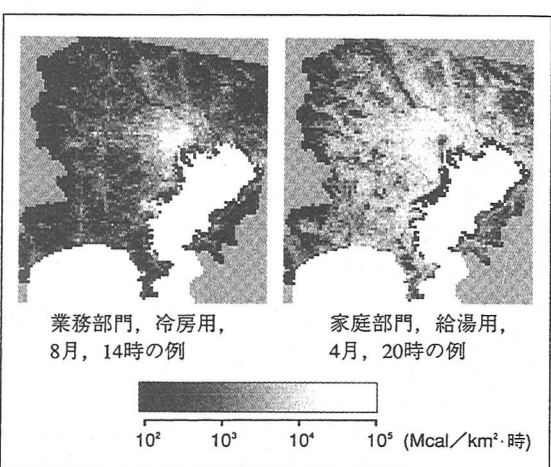 業務部門，冷房用，
8月，14時の例
家庭部門，給湯用，
4月，20時の例
10² 10³ 10⁴ 10⁵ (Mcal／km²·時)